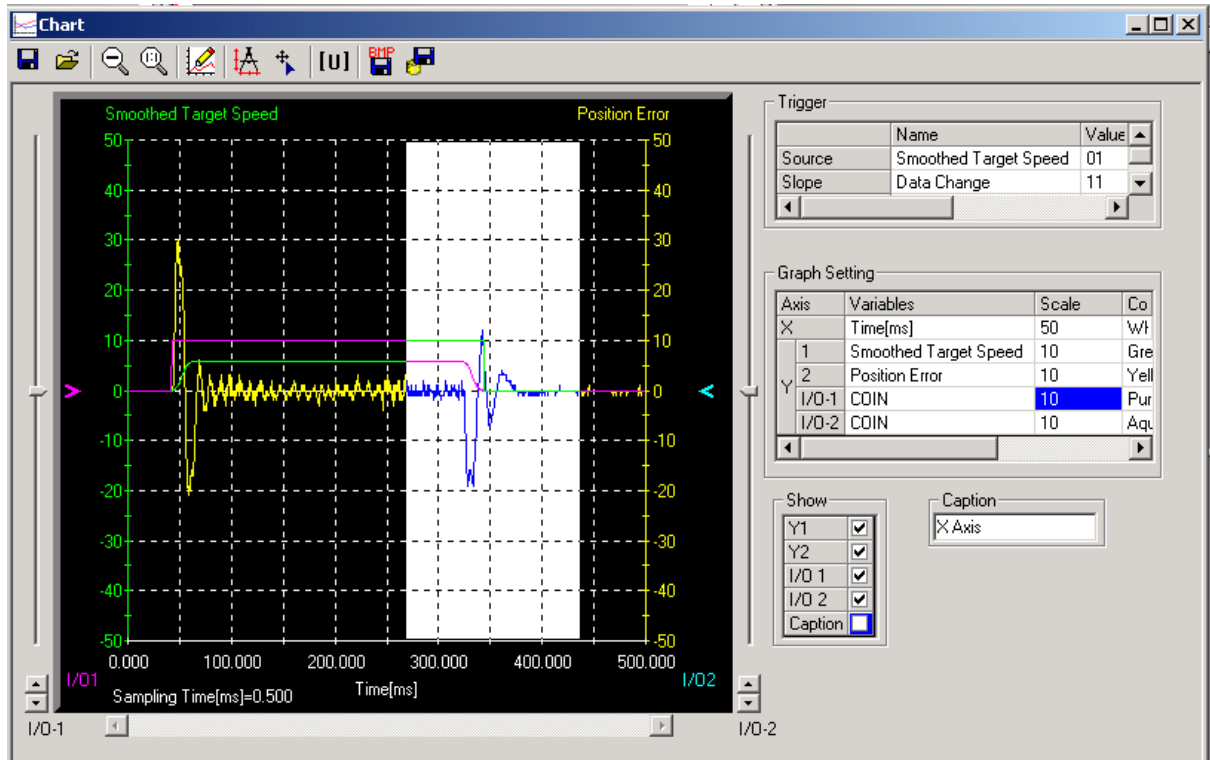 Chart
[U]
BMP
Smoothed Target Speed Position Error
50 50
40 40
30 30
20 20
10 10
0 0
-10 -10
-20 -20
-30 -30
-40 -40
-50 -50
0.000 100.000 200.000 300.000 400.000 500.000
I/O1 I/O2
Sampling Time[ms]=0.500 Time[ms]
I/O-1 I/O-2
Trigger
Name Value
Source Smoothed Target Speed 01
Slope Data Change 11
Graph Setting
Axis Variables Scale Co
X Time[ms] 50 Wh
Y
1 Smoothed Target Speed 10 Gre
2 Position Error 10 Yell
I/O-1 COIN 10 Pur
I/O-2 COIN 10 Aqu
Show
Y1
Y2
I/O 1
I/O 2
Caption
Caption
X Axis